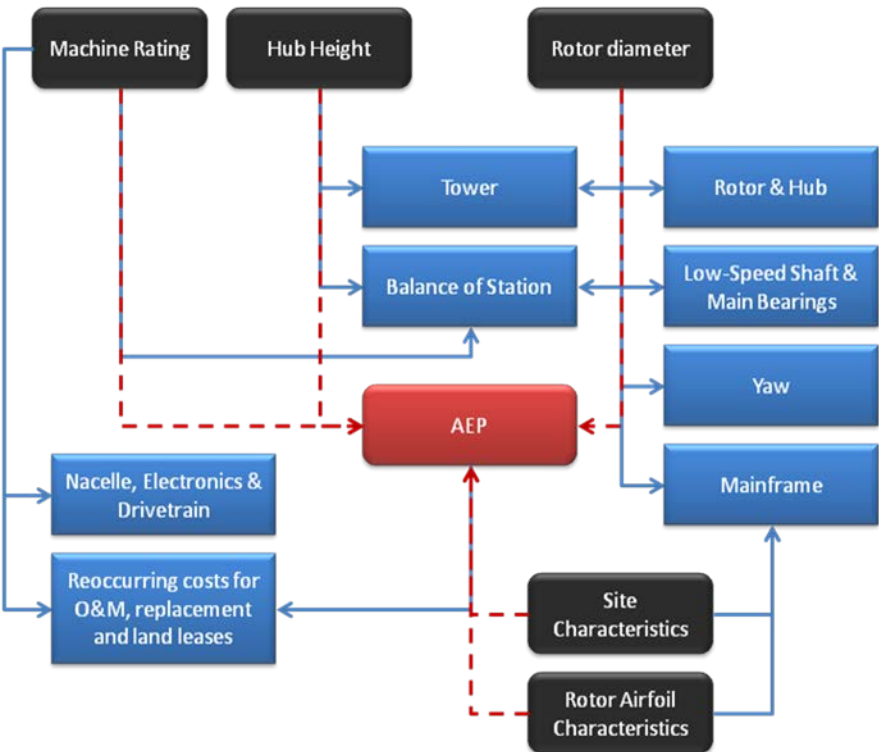 Machine Rating
Hub Height
Rotor diameter
Tower
Rotor & Hub
Balance of Station
Low-Speed Shaft &
Main Bearings
Yaw
AEP
Mainframe
Nacelle, Electronics &
Drivetrain
Reoccurring costs for
O&M, replacement
and land leases
Site
Characteristics
Rotor Airfoil
Characteristics